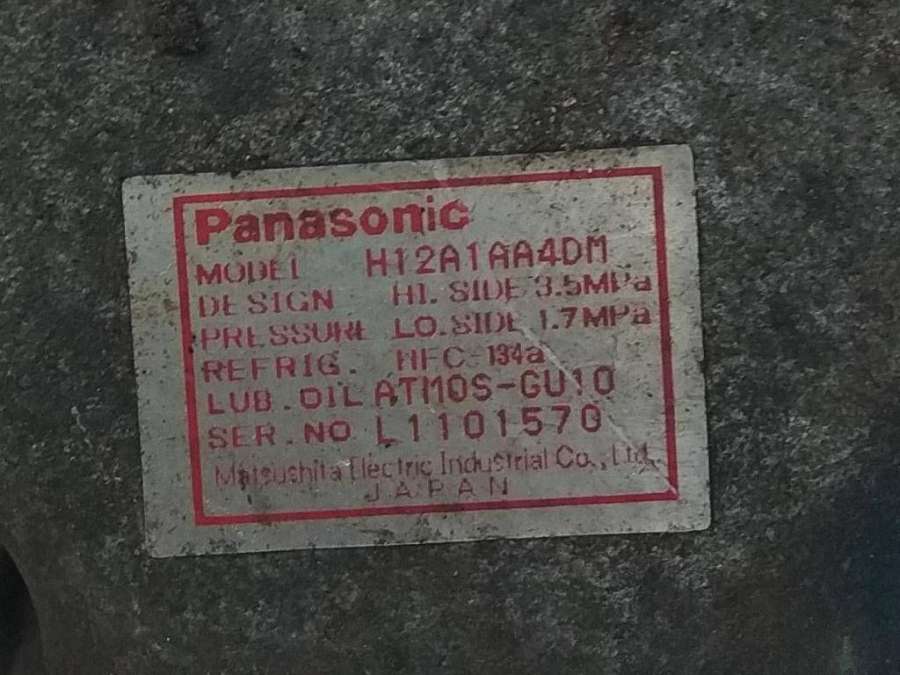 Panasonic
MODEL H12A1AA4DM
DESIGN HI. SIDE 3.5MPa
PRESSURE LO. SIDE 1.7MPa
REFRIG. HFC-134a
LUB. OIL ATMOS-GU10
SER. NO L1101570
Matsushita Electric Industrial Co., Ltd.
JAPAN